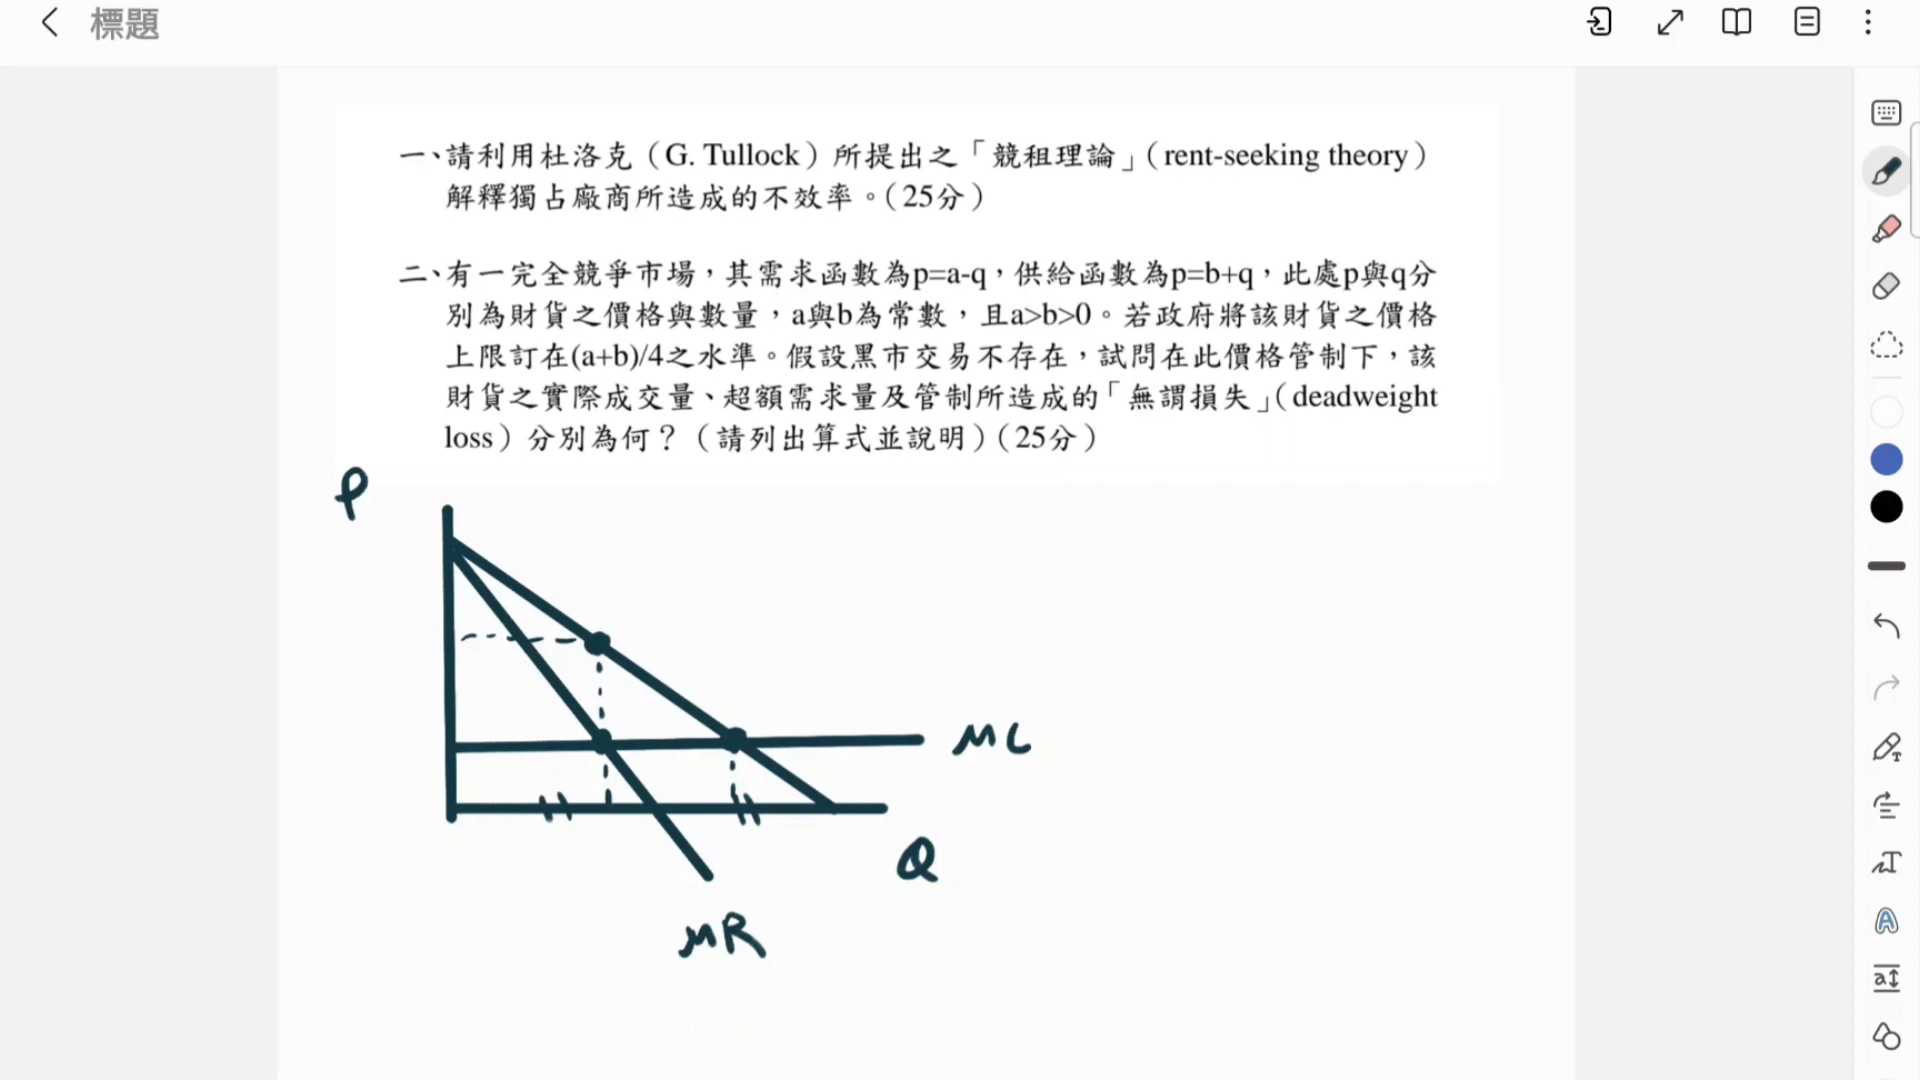 標題
一、請利用杜洛克（G. Tullock）所提出之「競租理論」（rent-seeking theory）
解釋獨占廠商所造成的不效率。（25分）
二、有一完全競爭市場，其需求函數為p=a-q，供給函數為p=b+q，此處p與q分
別為財貨之價格與數量，a與b為常數，且a>b>0。若政府將該財貨之價格
上限訂在(a+b)/4之水準。假設黑市交易不存在，試問在此價格管制下，該
財貨之實際成交量、超額需求量及管制所造成的「無謂損失」（deadweight
loss）分別為何？（請列出算式並說明）（25分）
P
MC
Q
MR